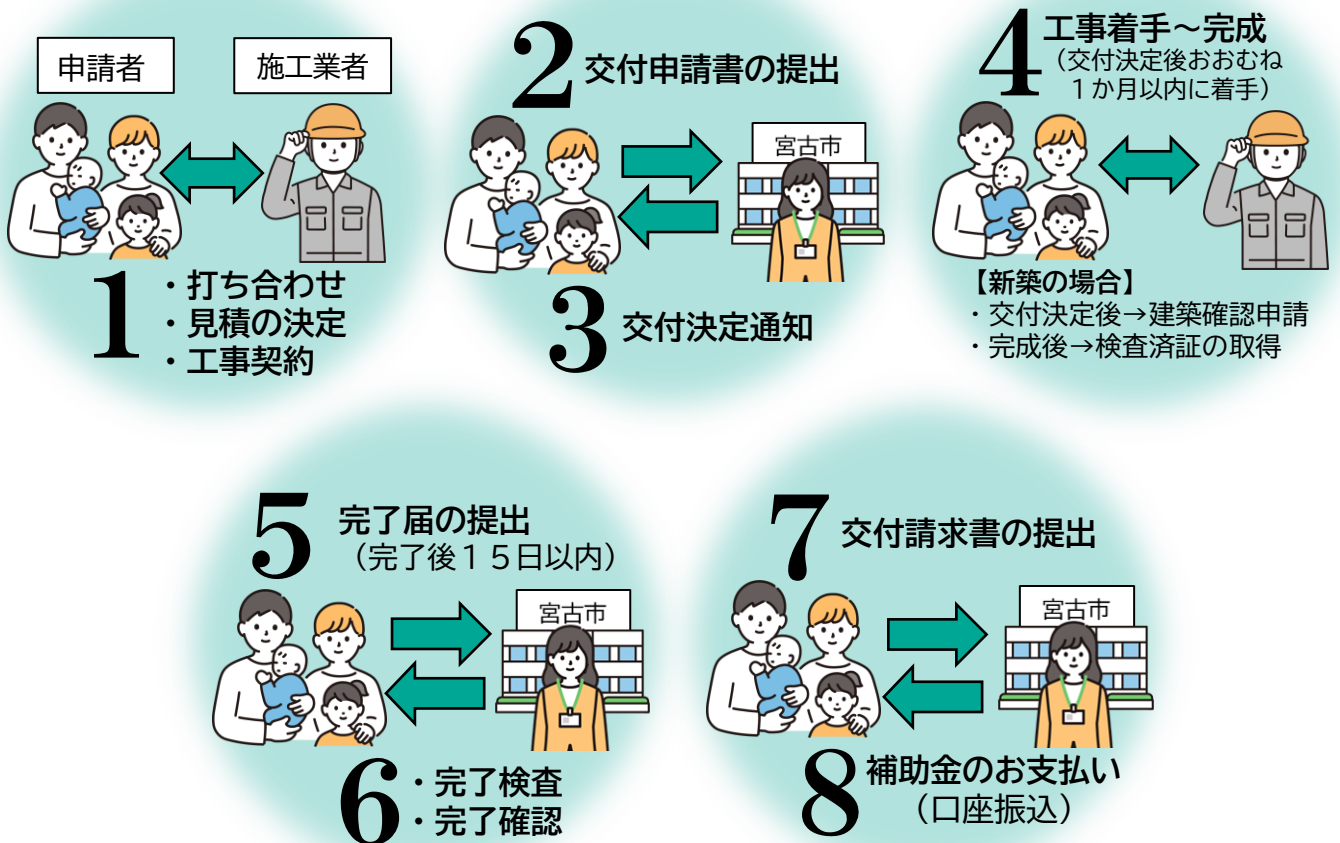 申請者
施工業者
1
・打ち合わせ
・見積の決定
・工事契約
2
交付申請書の提出
宮古市
3
交付決定通知
4
工事着手～完成
（交付決定後おおむね
１か月以内に着手）
【新築の場合】
・交付決定後→建築確認申請
・完成後→検査済証の取得
5
完了届の提出
（完了後１５日以内）
宮古市
6
・完了検査
・完了確認
7
交付請求書の提出
宮古市
8
補助金のお支払い
（口座振込）